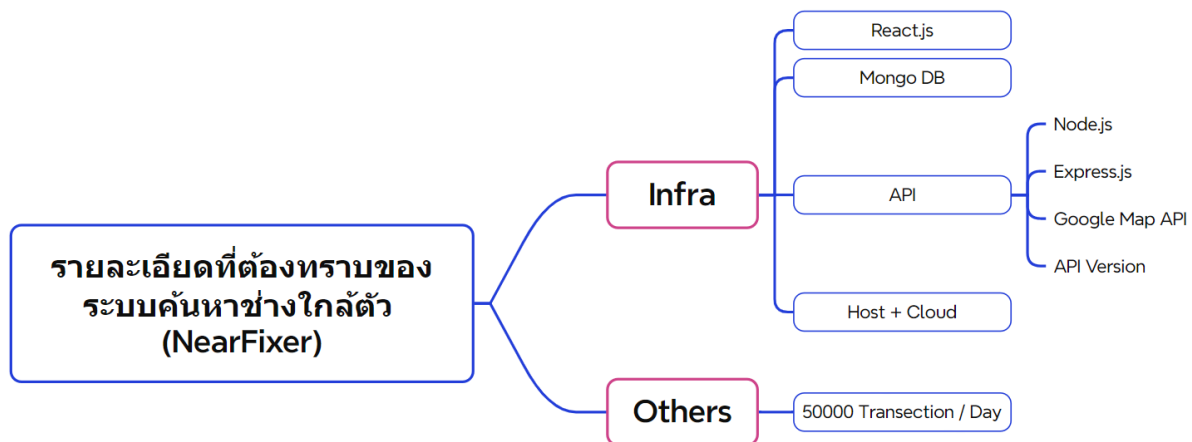 รายละเอียดที่ต้องทราบของ
ระบบค้นหาช่างใกล้ตัว
(NearFixer)
Infra
React.js
Mongo DB
API
Node.js
Express.js
Google Map API
API Version
Host + Cloud
Others
50000 Transection / Day